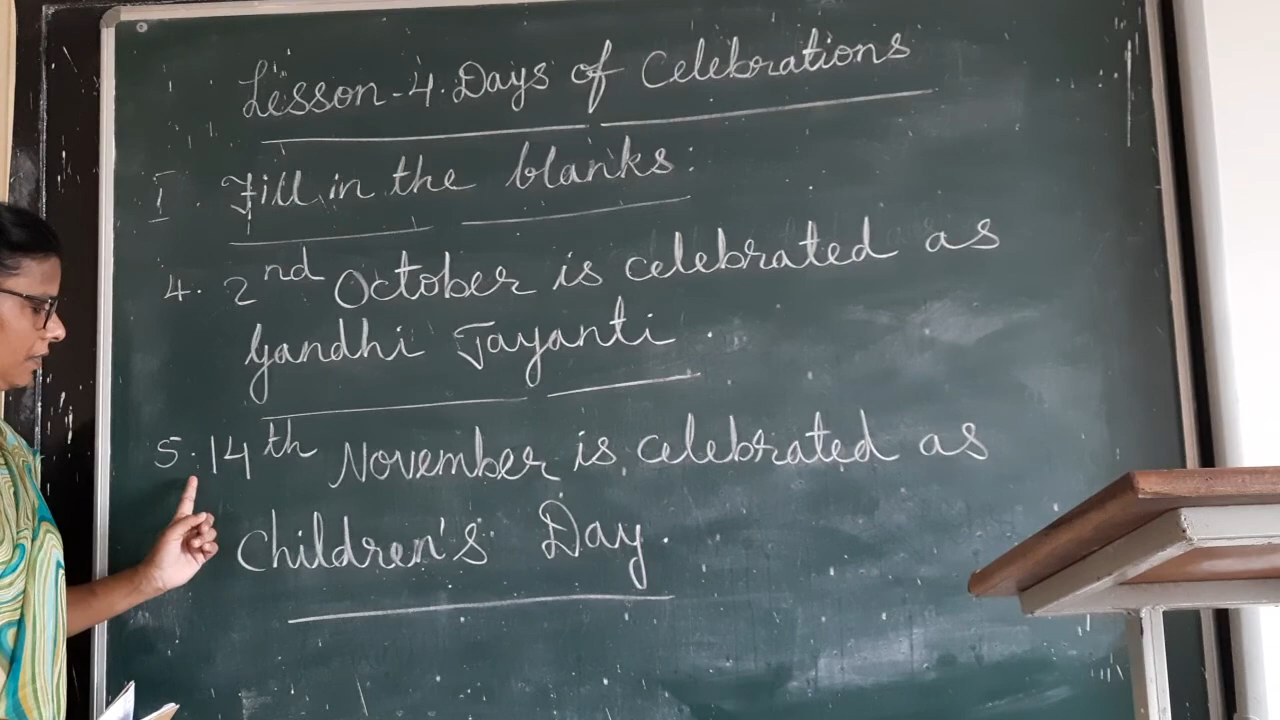 Lesson-4. Days of Celebrations
I. Fill in the blanks:
4. 2nd October is celebrated as
Gandhi Jayanti.
5. 14th November is celebrated as
Children's Day.